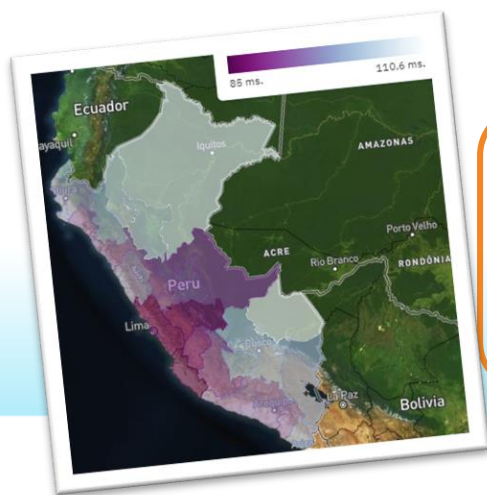 85 ms.
110.6 ms.
Ecuador
ayaquil
Iquitos
AMAZONAS
Porto Velho
ACRE
Rio Branco
RONDÔNIA
Peru
Lima
La Paz
Bolivia